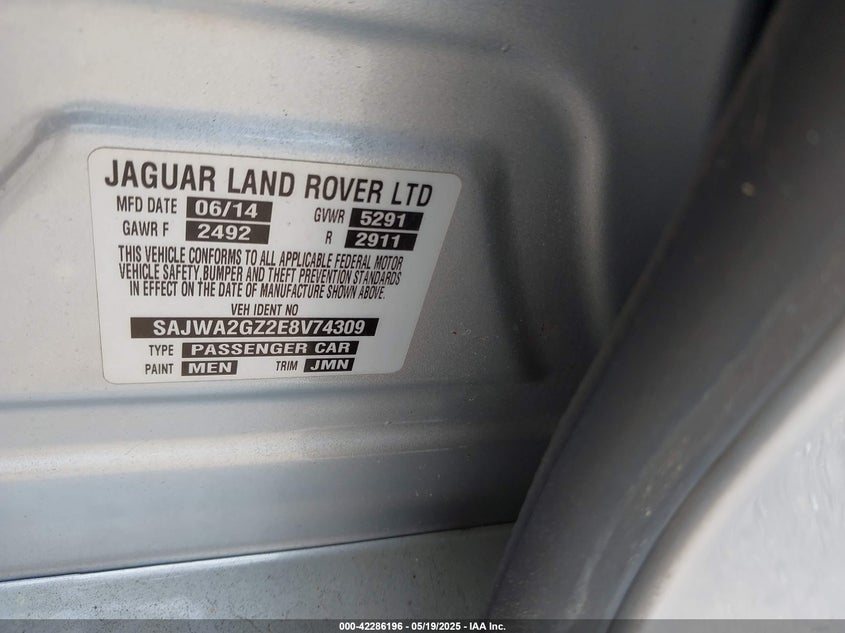 JAGUAR LAND ROVER LTD
MFD DATE 06/14 GVWR 5291
GAWR F 2492 R 2911
THIS VEHICLE CONFORMS TO ALL APPLICABLE FEDERAL MOTOR
VEHICLE SAFETY, BUMPER AND THEFT PREVENTION STANDARDS
IN EFFECT ON THE DATE OF MANUFACTURE SHOWN ABOVE.
VEH IDENT NO
SAJWA2GZ2E8V74309
TYPE PASSENGER CAR
PAINT MEN TRIM JMN
000-42286196 - 05/19/2025 - IAA Inc.